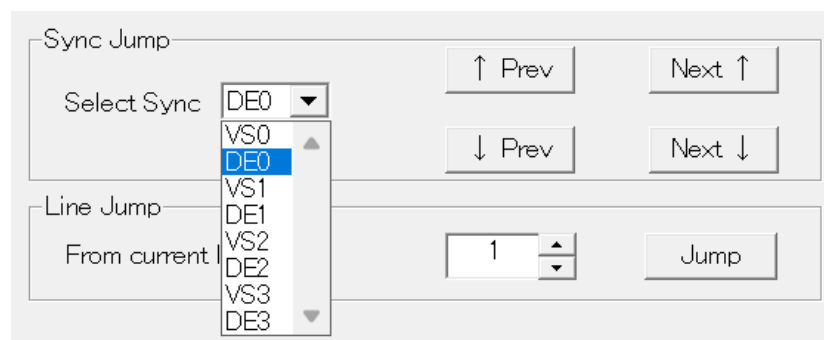 Sync Jump
↑ Prev
Next ↑
Select Sync
DE0
↓ Prev
Next ↓
VS0
DE0
VS1
DE1
VS2
DE2
VS3
DE3
Line Jump
From current
1
Jump